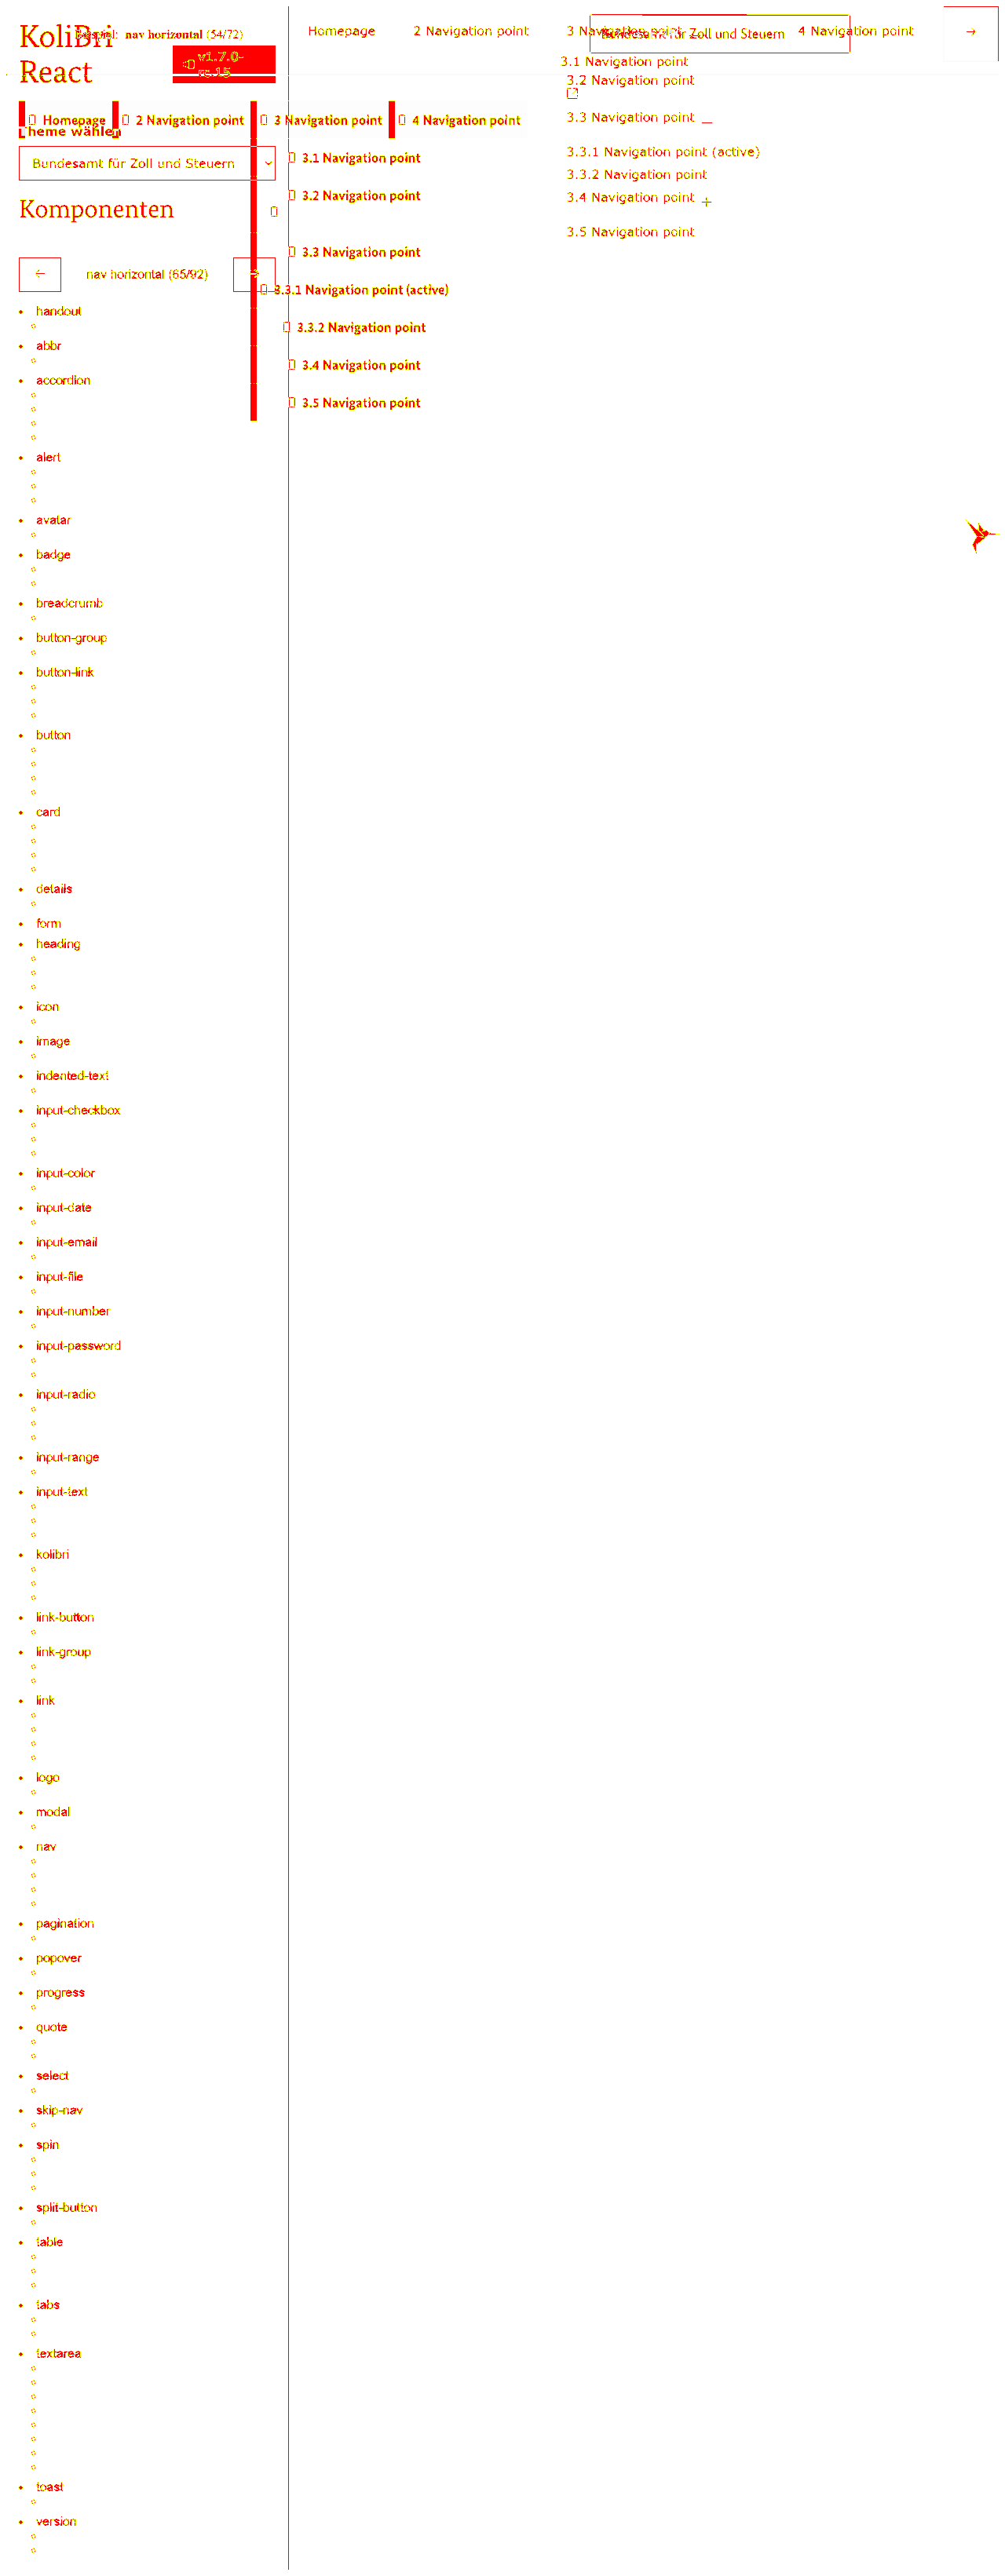 KoliBri
React
Beispiel: nav horizontal (54/72)
v1.7.0-
rc.15
Homepage 2 Navigation point 3 Navigation point 4 Navigation point
Bundesamt für Zoll und Steuern
→
3.1 Navigation point
3.2 Navigation point
3.3 Navigation point
3.3.1 Navigation point (active)
3.3.2 Navigation point
3.4 Navigation point
3.5 Navigation point
Homepage 2 Navigation point 3 Navigation point 4 Navigation point
Theme wählen
Bundesamt für Zoll und Steuern
3.1 Navigation point
3.2 Navigation point
3.3 Navigation point
3.3.1 Navigation point (active)
3.3.2 Navigation point
3.4 Navigation point
3.5 Navigation point
Komponenten
← nav horizontal (65/92) →
handout
abbr
accordion
alert
avatar
badge
breadcrumb
button-group
button-link
button
card
details
form
heading
icon
image
indented-text
input-checkbox
input-color
input-date
input-email
input-file
input-number
input-password
input-radio
input-range
input-text
kolibri
link-button
link-group
link
logo
modal
nav
pagination
popover
progress
quote
select
skip-nav
spin
split-button
table
tabs
textarea
toast
version